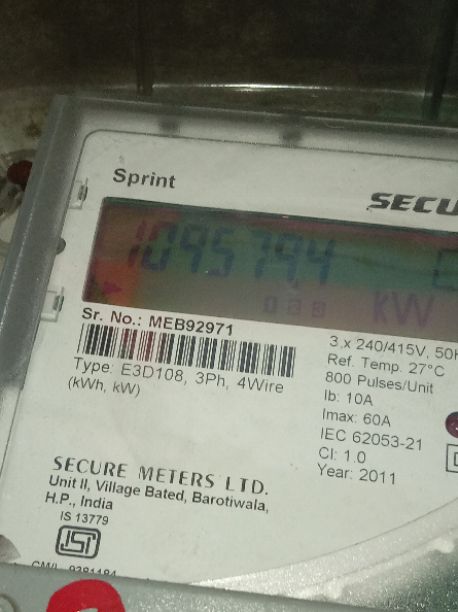 Sprint
SECU
109579.4
kW
Sr. No.: MEB92971
Type: E3D108, 3Ph, 4Wire
(kWh, kW)
3 x 240/415V, 50H
Ref. Temp. 27°C
800 Pulses/Unit
Ib: 10A
Imax: 60A
IEC 62053-21
Cl: 1.0
Year: 2011
SECURE METERS LTD.
Unit II, Village Bated, Barotiwala,
H.P., India
IS 13779